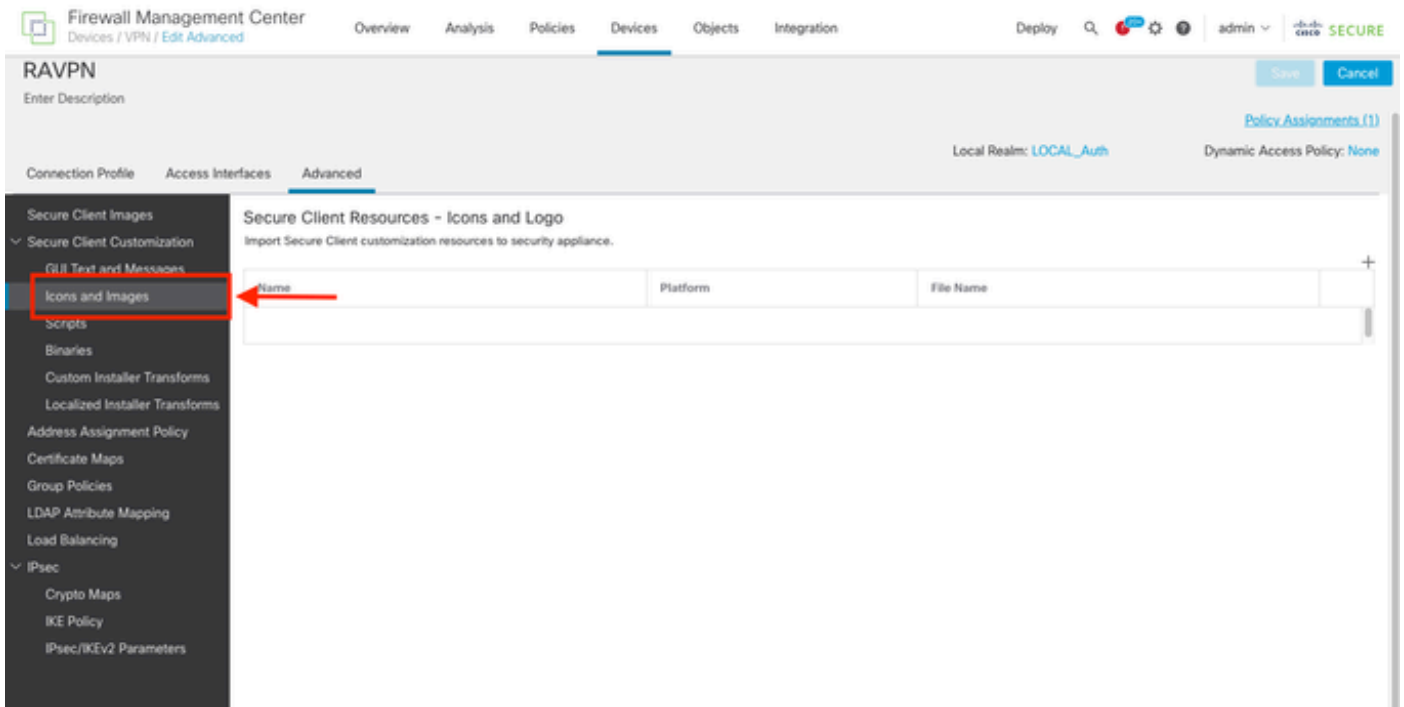 Firewall Management Center
Devices / VPN / Edit Advanced
Overview Analysis Policies Devices Objects Integration
Deploy
admin
cisco SECURE
RAVPN
Save Cancel
Enter Description
Policy Assignments (1)
Local Realm: LOCAL_Auth Dynamic Access Policy: None
Connection Profile Access Interfaces Advanced
Secure Client Images
Secure Client Customization
GUI Text and Messages
Icons and Images
Scripts
Binaries
Custom Installer Transforms
Localized Installer Transforms
Address Assignment Policy
Certificate Maps
Group Policies
LDAP Attribute Mapping
Load Balancing
IPsec
Crypto Maps
IKE Policy
IPsec/IKEv2 Parameters
Secure Client Resources - Icons and Logo
Import Secure Client customization resources to security appliance.
Name Platform File Name